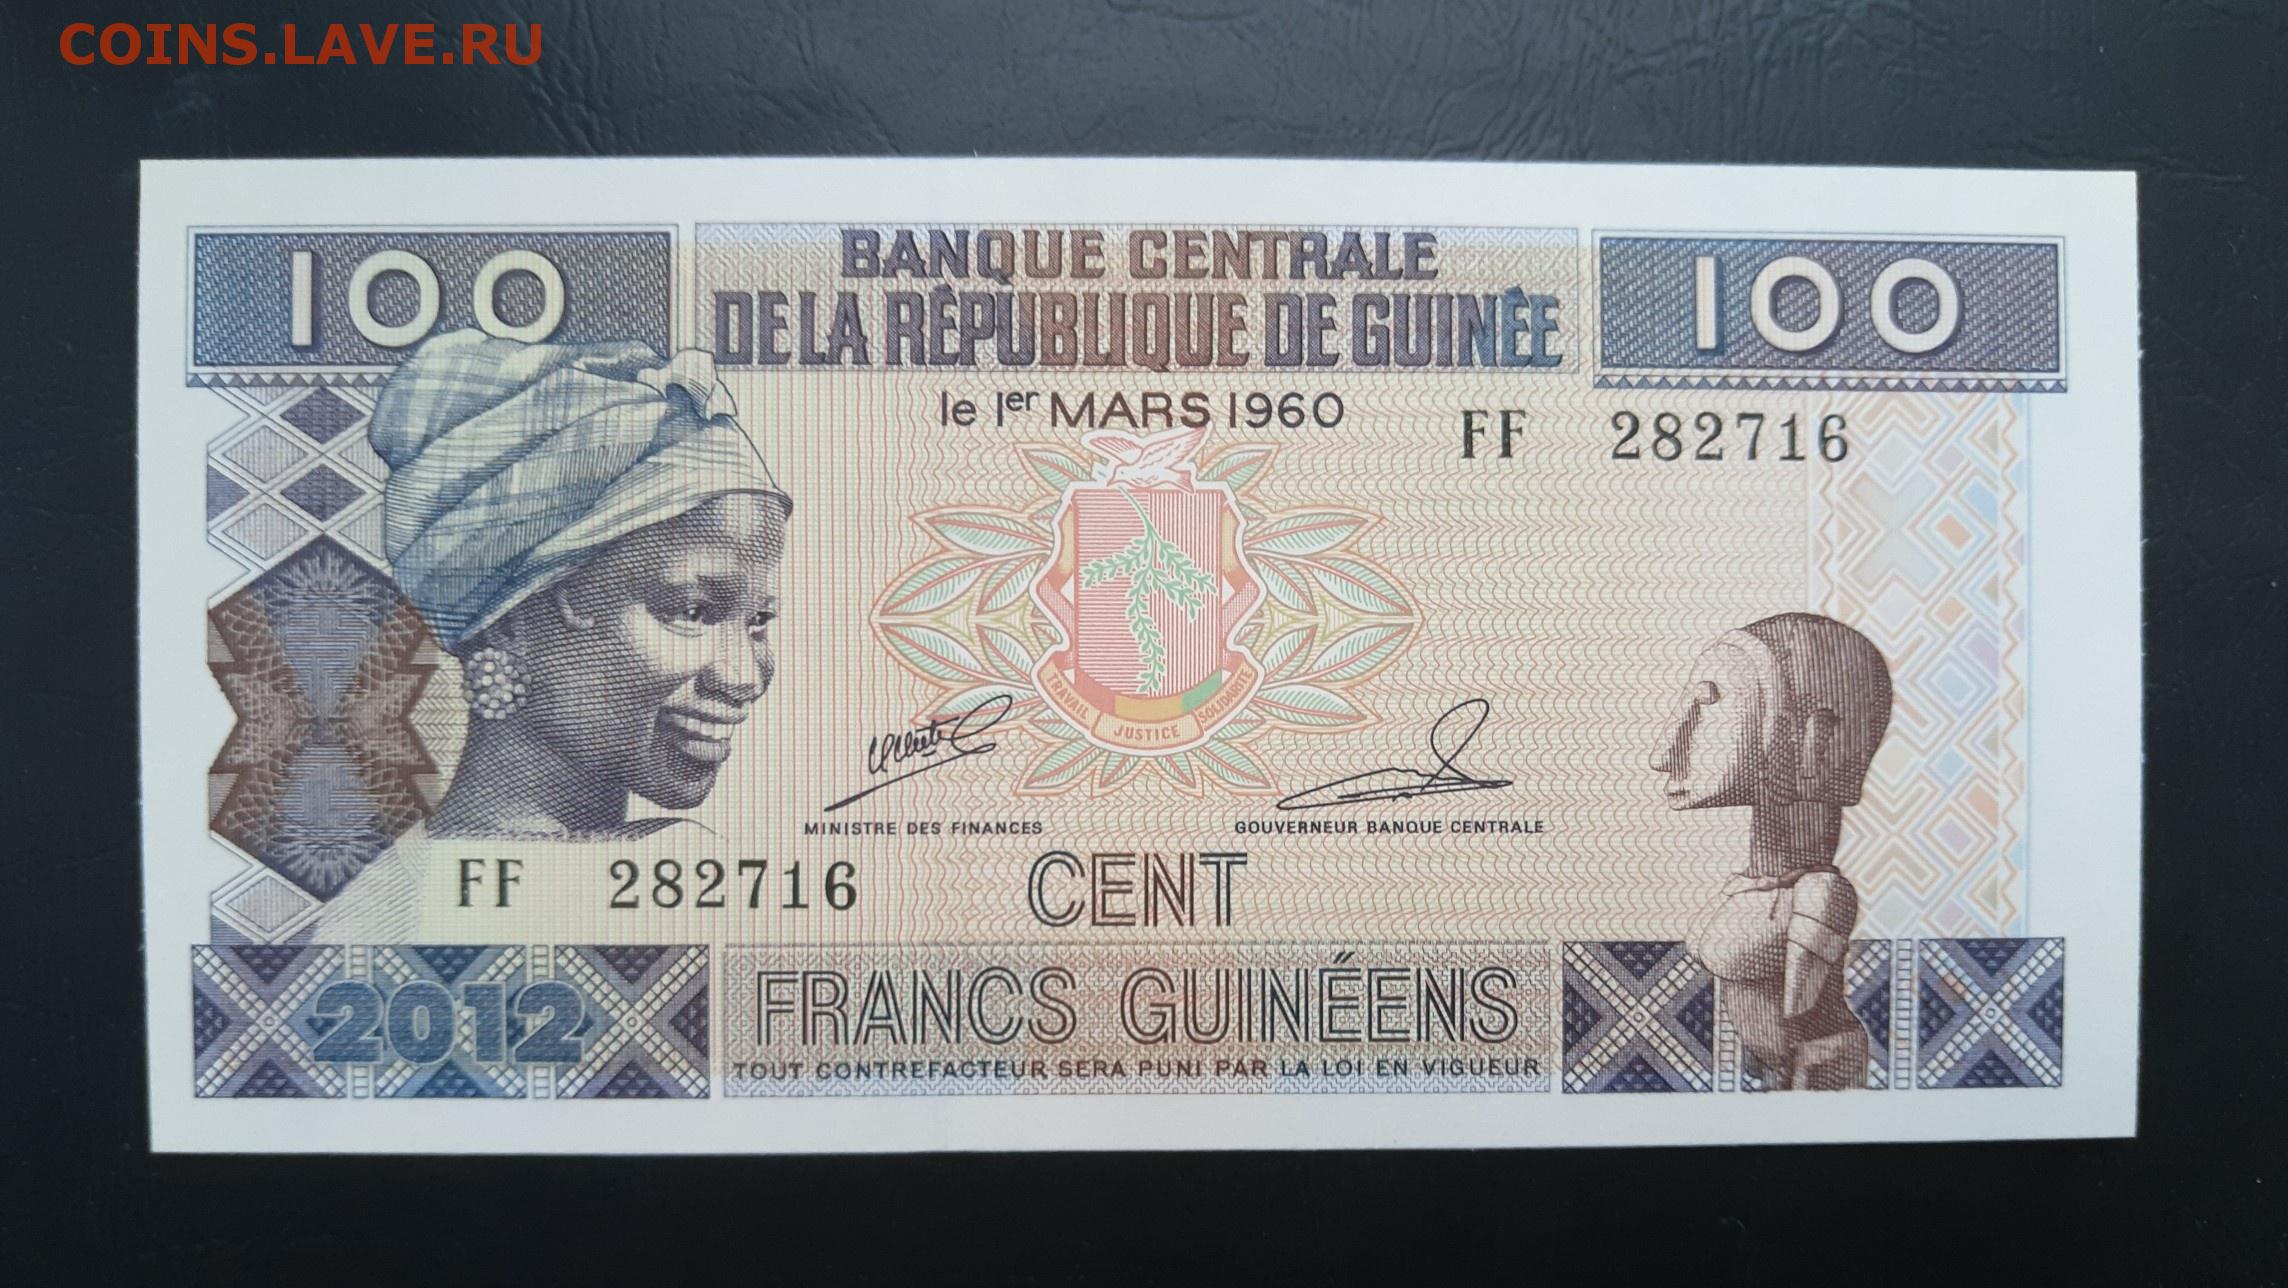 COINS.LAVE.RU
100
100
BANQUE CENTRALE
DE LA RÉPUBLIQUE DE GUINÉE
le 1er MARS 1960
FF 282716
TRAVAIL JUSTICE SOLIDARITÉ
MINISTRE DES FINANCES
GOUVERNEUR BANQUE CENTRALE
FF 282716
CENT
FRANCS GUINÉENS
2012
TOUT CONTREFACTEUR SERA PUNI PAR LA LOI EN VIGUEUR